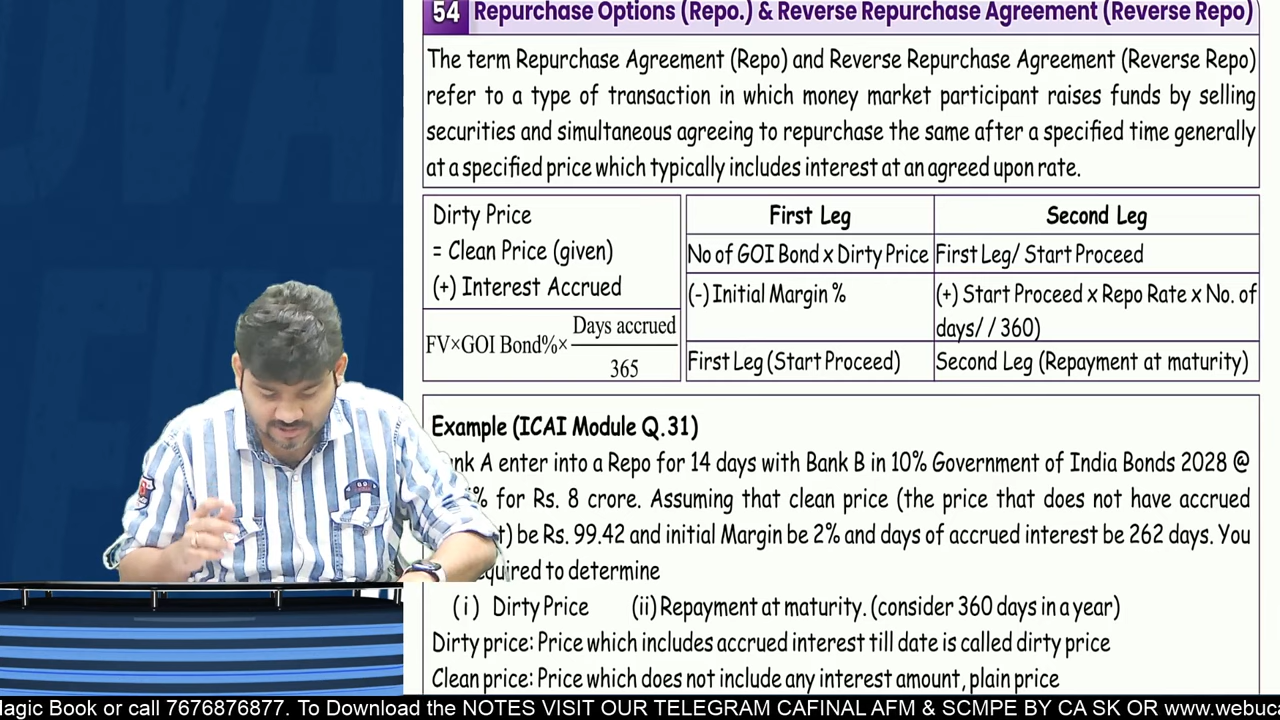 54 Repurchase Options (Repo.) & Reverse Repurchase Agreement (Reverse Repo)
The term Repurchase Agreement (Repo) and Reverse Repurchase Agreement (Reverse Repo)
refer to a type of transaction in which money market participant raises funds by selling
securities and simultaneous agreeing to repurchase the same after a specified time generally
at a specified price which typically includes interest at an agreed upon rate.
Dirty Price
= Clean Price (given)
(+) Interest Accrued
FV×GOI Bond%× Days accrued
365
First Leg Second Leg
No of GOI Bond x Dirty Price First Leg/ Start Proceed
(-) Initial Margin % (+) Start Proceed x Repo Rate x No. of
days/ / 360)
First Leg (Start Proceed) Second Leg (Repayment at maturity)
Example (ICAI Module Q.31)
nk A enter into a Repo for 14 days with Bank B in 10% Government of India Bonds 2028 @
% for Rs. 8 crore. Assuming that clean price (the price that does not have accrued
t) be Rs. 99.42 and initial Margin be 2% and days of accrued interest be 262 days. You
quired to determine
(i) Dirty Price (ii) Repayment at maturity. (consider 360 days in a year)
Dirty price: Price which includes accrued interest till date is called dirty price
Clean price: Price which does not include any interest amount, plain price
lagic Book or call 7676876877. To Download the NOTES VISIT OUR TELEGRAM CAFINAL AFM & SCMPE BY CA SK OR www.webuc